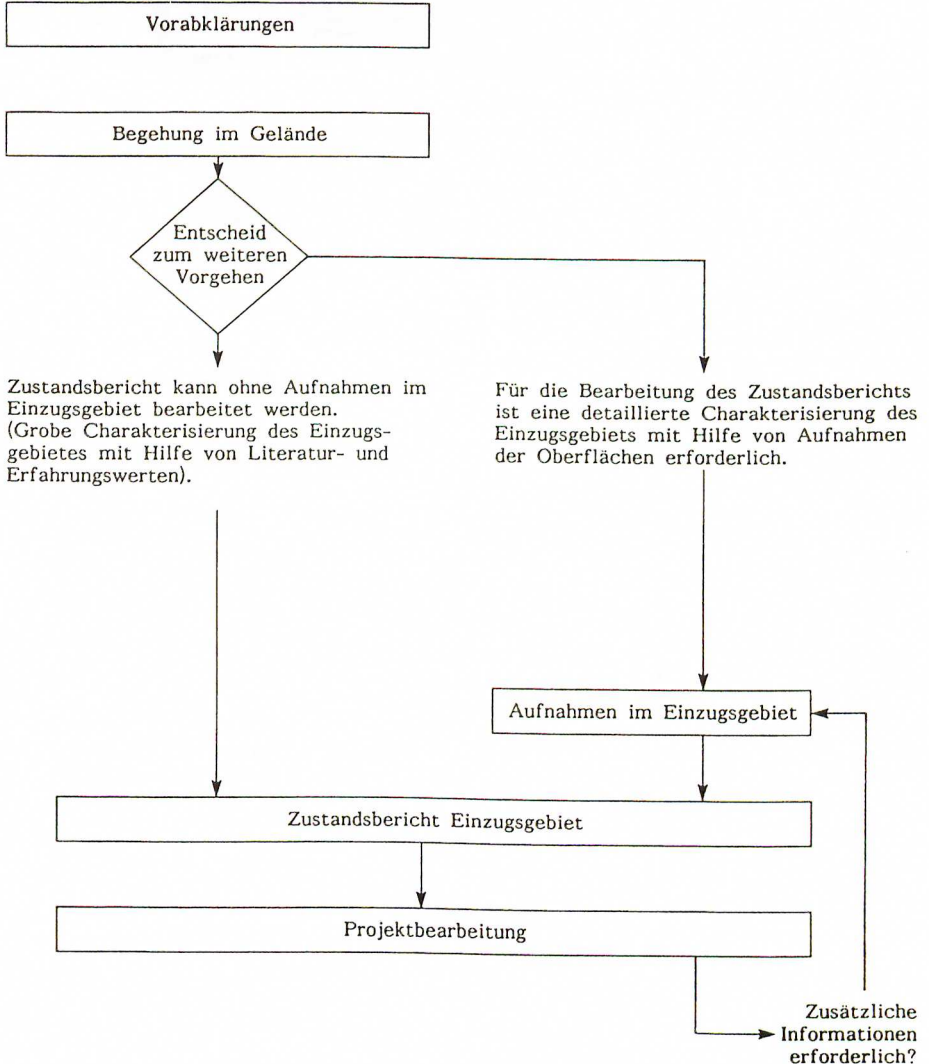 Vorabklärungen
Begehung im Gelände
Entscheid
zum weiteren
Vorgehen
Zustandsbericht kann ohne Aufnahmen im
Einzugsgebiet bearbeitet werden.
(Grobe Charakterisierung des Einzugs-
gebietes mit Hilfe von Literatur- und
Erfahrungswerten).
Für die Bearbeitung des Zustandsberichts
ist eine detaillierte Charakterisierung des
Einzugsgebiets mit Hilfe von Aufnahmen
der Oberflächen erforderlich.
Aufnahmen im Einzugsgebiet
Zustandsbericht Einzugsgebiet
Projektbearbeitung
Zusätzliche
Informationen
erforderlich?